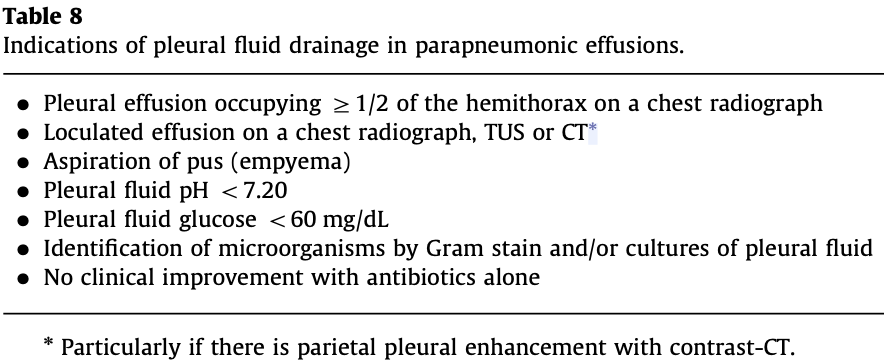 Table 8
Indications of pleural fluid drainage in parapneumonic effusions.
● Pleural effusion occupying ≥ 1/2 of the hemithorax on a chest radiograph
● Loculated effusion on a chest radiograph, TUS or CT*
● Aspiration of pus (empyema)
● Pleural fluid pH < 7.20
● Pleural fluid glucose < 60 mg/dL
● Identification of microorganisms by Gram stain and/or cultures of pleural fluid
● No clinical improvement with antibiotics alone
* Particularly if there is parietal pleural enhancement with contrast-CT.